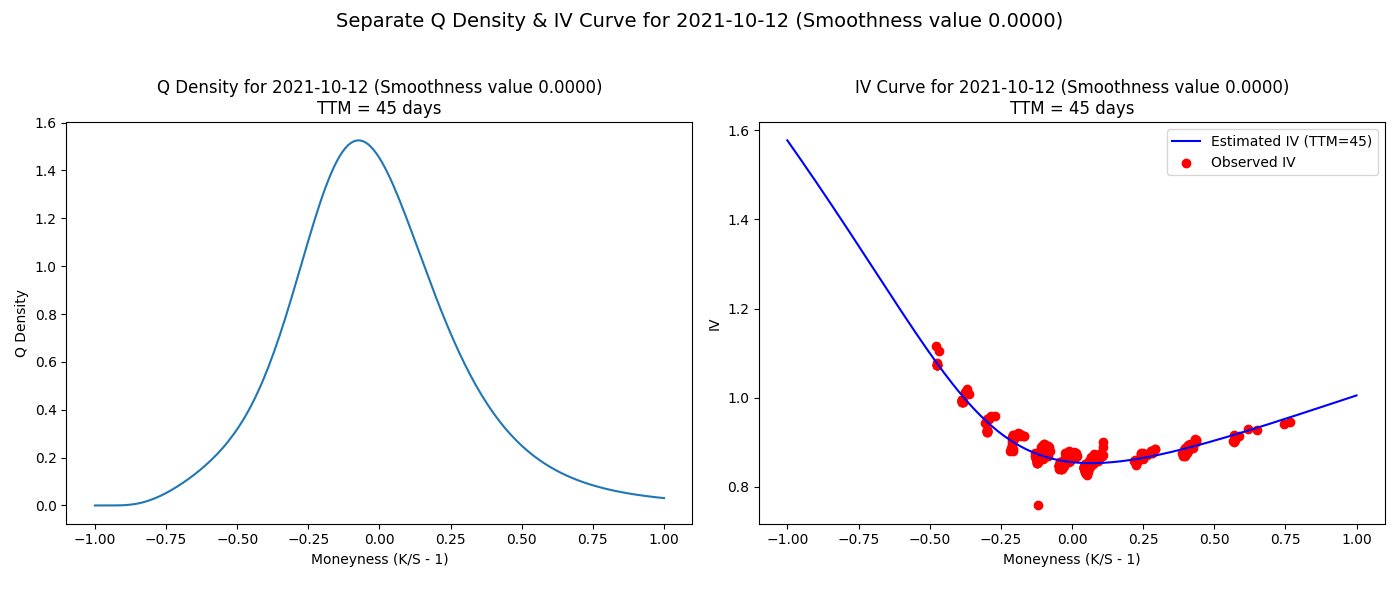 Separate Q Density & IV Curve for 2021-10-12 (Smoothness value 0.0000)
Q Density for 2021-10-12 (Smoothness value 0.0000)
TTM = 45 days
1.6
1.4
1.2
1.0
0.8
0.6
0.4
0.2
0.0
Q Density
−1.00 −0.75 −0.50 −0.25 0.00 0.25 0.50 0.75 1.00
Moneyness (K/S - 1)
IV Curve for 2021-10-12 (Smoothness value 0.0000)
TTM = 45 days
Estimated IV (TTM=45)
Observed IV
1.6
1.4
1.2
1.0
0.8
IV
−1.00 −0.75 −0.50 −0.25 0.00 0.25 0.50 0.75 1.00
Moneyness (K/S - 1)